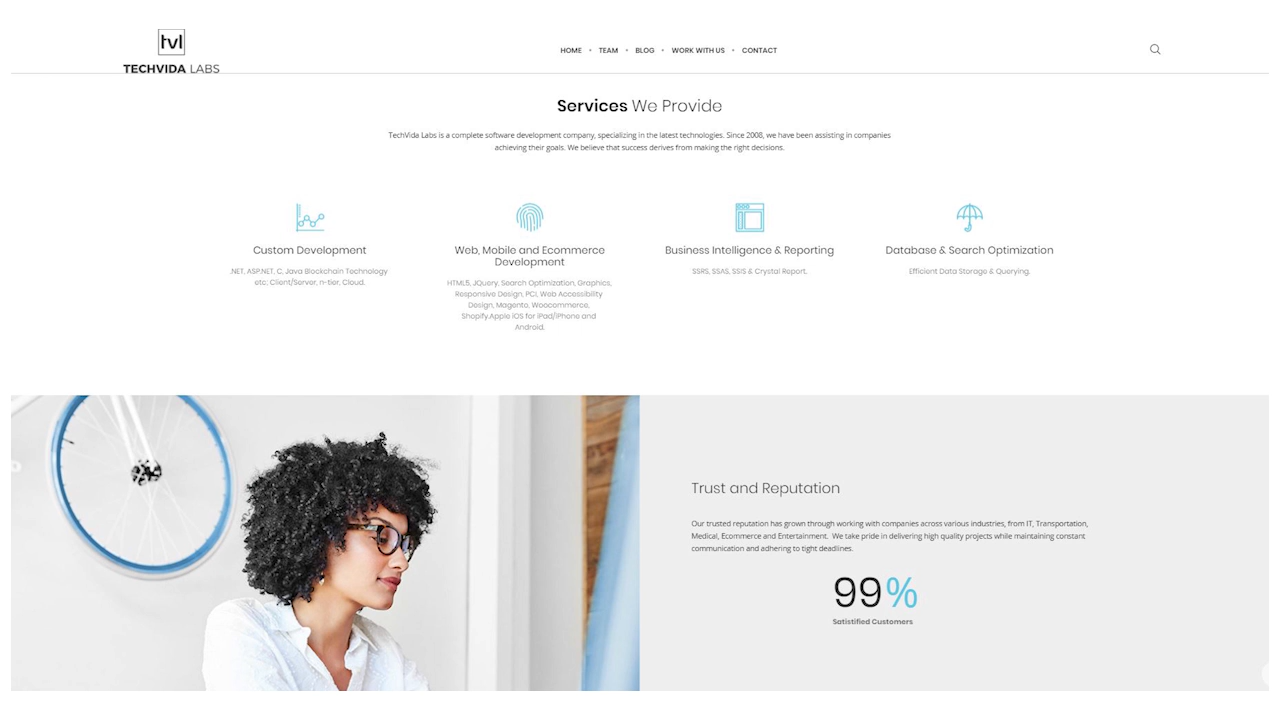 tvl
TECHVIDA LABS
HOME • TEAM • BLOG • WORK WITH US • CONTACT
Services We Provide
TechVida Labs is a complete software development company, specializing in the latest technologies. Since 2008, we have been assisting in companies
achieving their goals. We believe that success derives from making the right decisions.
Custom Development
.NET, ASP.NET, C, Java Blockchain Technology
etc; Client/Server, n-tier, Cloud.
Web, Mobile and Ecommerce
Development
HTML5, JQuery, Search Optimization, Graphics,
Responsive Design, PCI, Web Accessibility
Design, Magento, Woocommerce,
Shopify.Apple iOS for iPad/iPhone and
Android.
Business Intelligence & Reporting
SSRS, SSAS, SSIS & Crystal Report.
Database & Search Optimization
Efficient Data Storage & Querying.
Trust and Reputation
Our trusted reputation has grown through working with companies across various industries, from IT, Transportation,
Medical, Ecommerce and Entertainment. We take pride in delivering high quality projects while maintaining constant
communication and adhering to tight deadlines.
99%
Satistified Customers